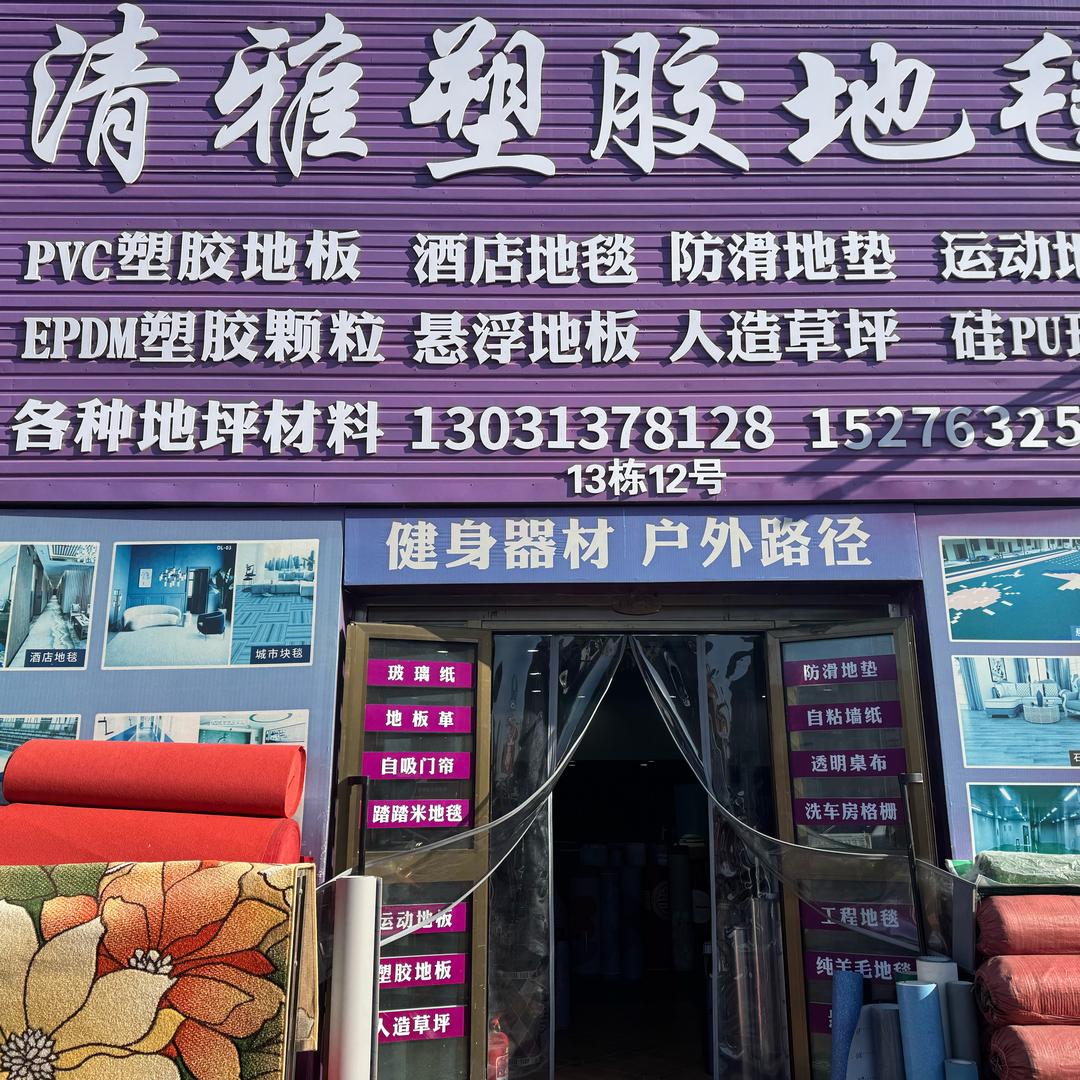 清雅塑胶地毯
PVC塑胶地板 酒店地毯 防滑地垫 运动地
EPDM塑胶颗粒 悬浮地板 人造草坪 硅PU
各种地坪材料 13031378128 15276325
13栋12号
健身器材 户外路径
DL-03
酒店地毯
城市块毯
玻璃纸
地板革
自吸门帘
踏踏米地毯
运动地板
塑胶地板
人造草坪
防滑地垫
自粘墙纸
透明桌布
洗车房格栅
工程地毯
纯羊毛地毯